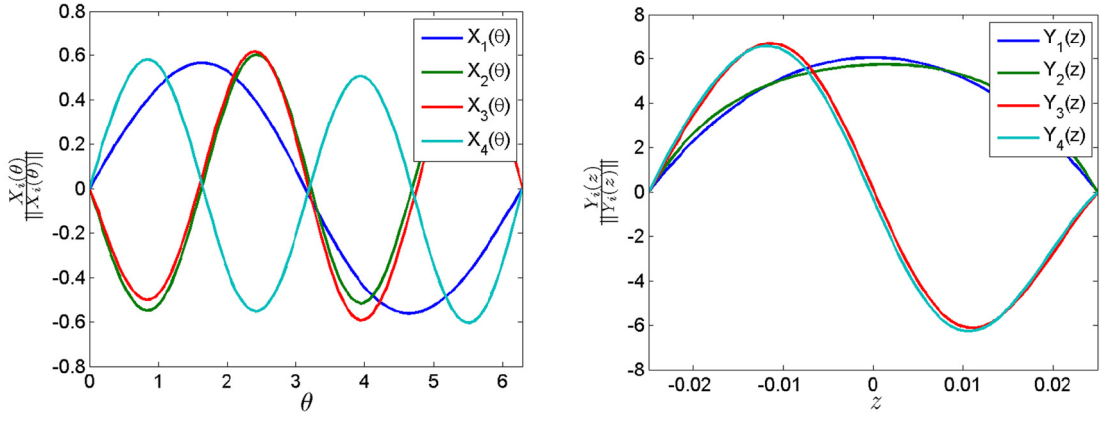 0.8
0.6
0.4
0.2
0
-0.2
-0.4
-0.6
-0.8
X_i(θ)
||X_i(θ)||
0 1 2 3 4 5 6
θ
X_1(θ)
X_2(θ)
X_3(θ)
X_4(θ)
8
6
4
2
0
-2
-4
-6
-8
Y_i(z)
||Y_i(z)||
-0.02 -0.01 0 0.01 0.02
z
Y_1(z)
Y_2(z)
Y_3(z)
Y_4(z)